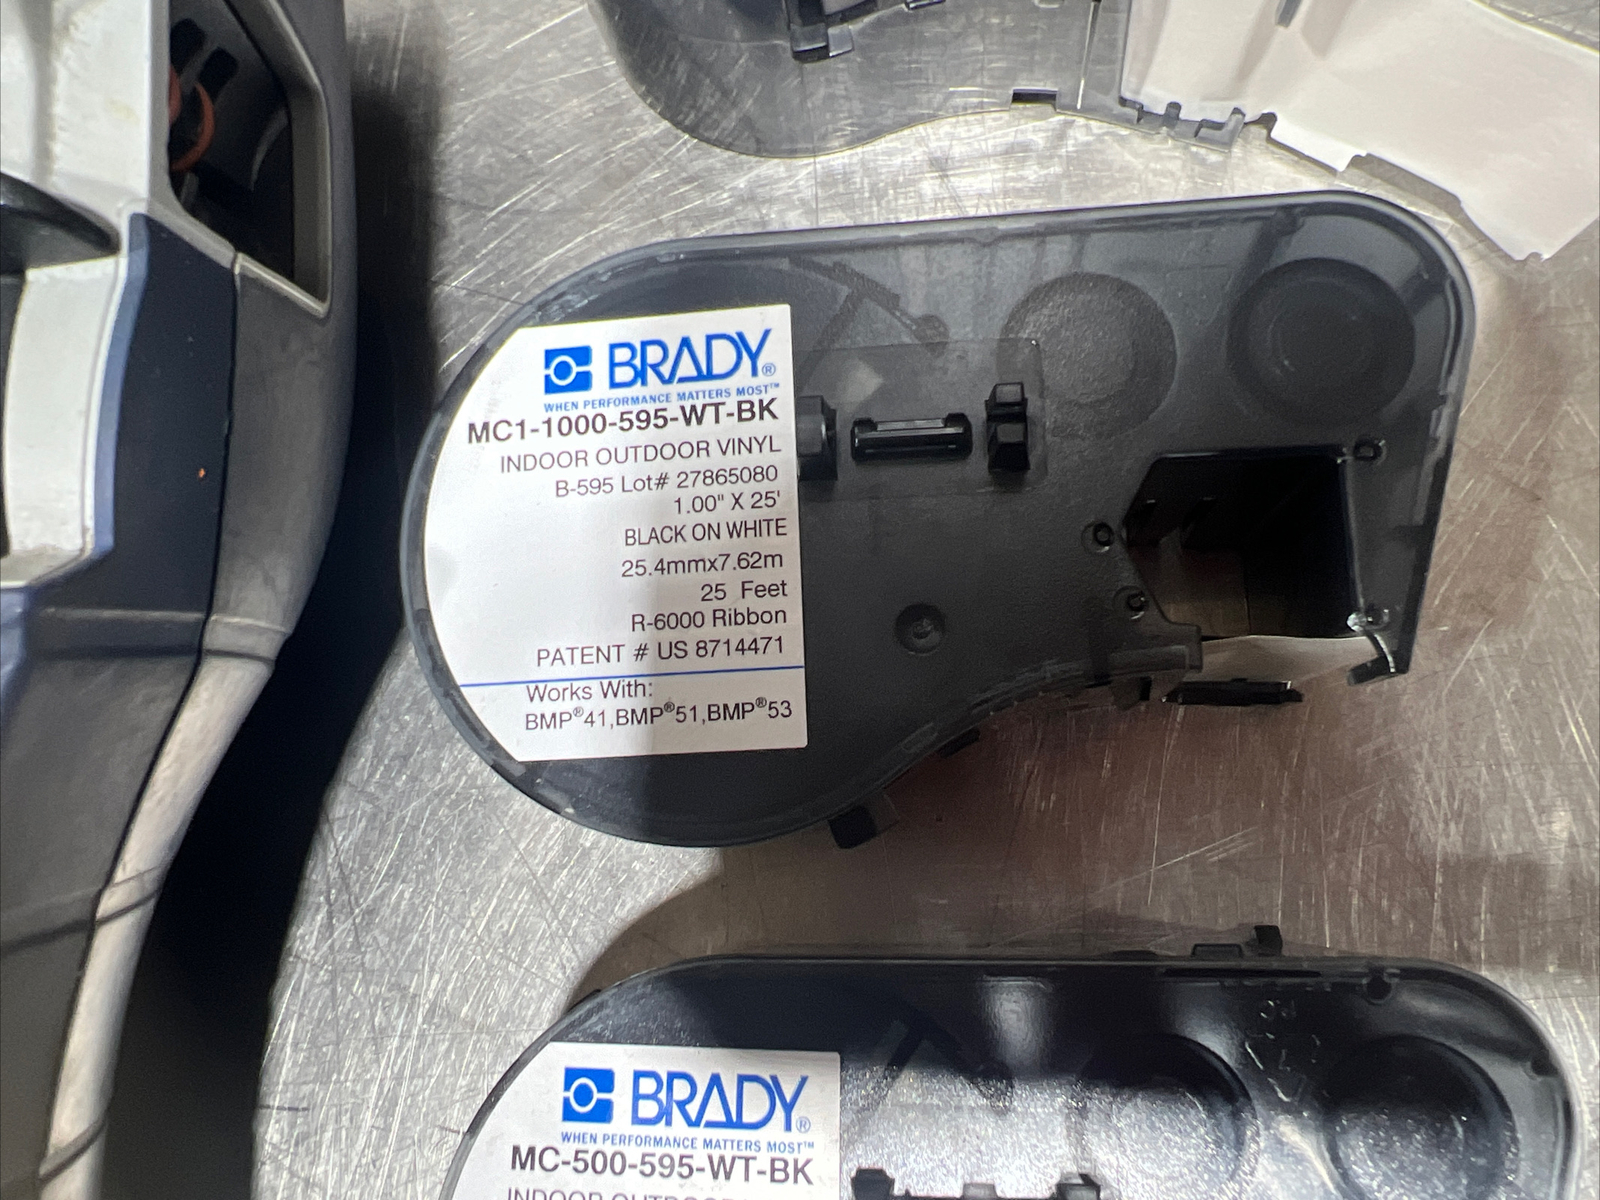 BRADY®
WHEN PERFORMANCE MATTERS MOST™
MC1-1000-595-WT-BK
INDOOR OUTDOOR VINYL
B-595 Lot# 27865080
1.00" X 25'
BLACK ON WHITE
25.4mmx7.62m
25 Feet
R-6000 Ribbon
PATENT # US 8714471
Works With:
BMP®41,BMP®51,BMP®53
BRADY®
WHEN PERFORMANCE MATTERS MOST™
MC-500-595-WT-BK
INDOOR